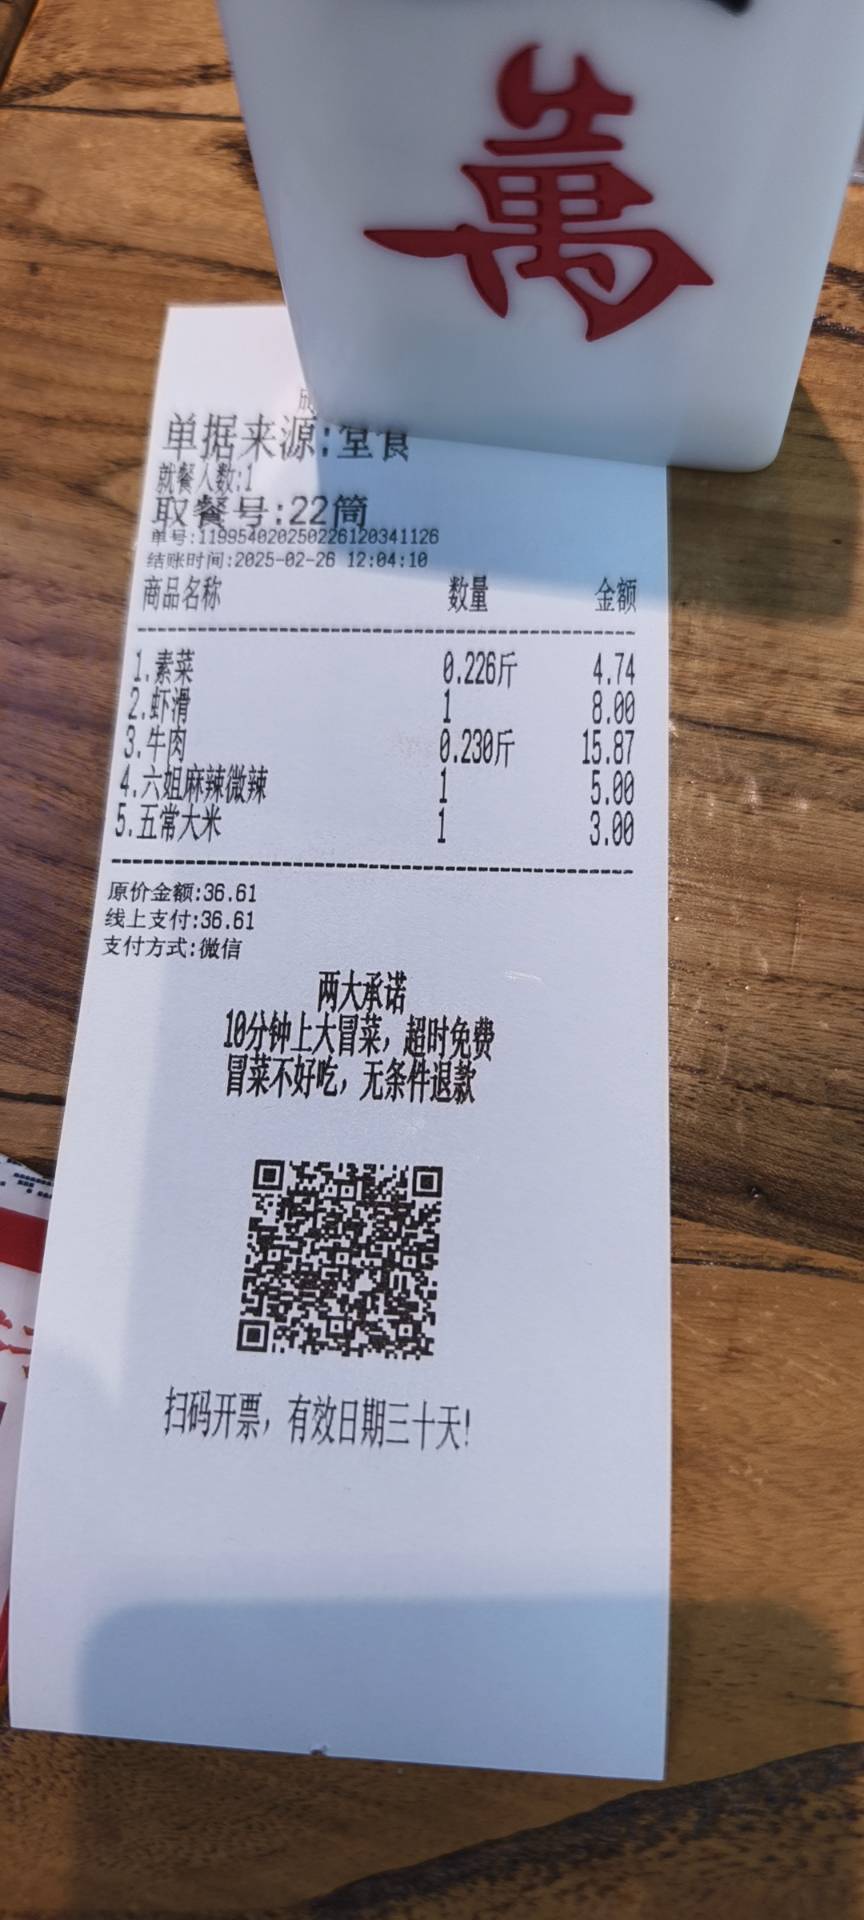 萬
单据来源:堂食
就餐人数:1
取餐号:22筒
单号:119954020250226120341126
结账时间:2025-02-26 12:04:10
商品名称 数量 金额
1.素菜 0.226斤 4.74
2.虾滑 1 8.00
3.牛肉 0.230斤 15.87
4.六姐麻辣微辣 1 5.00
5.五常大米 1 3.00
原价金额:36.61
线上支付:36.61
支付方式:微信
两大承诺
10分钟上大冒菜，超时免费
冒菜不好吃，无条件退款
扫码开票，有效日期三十天!